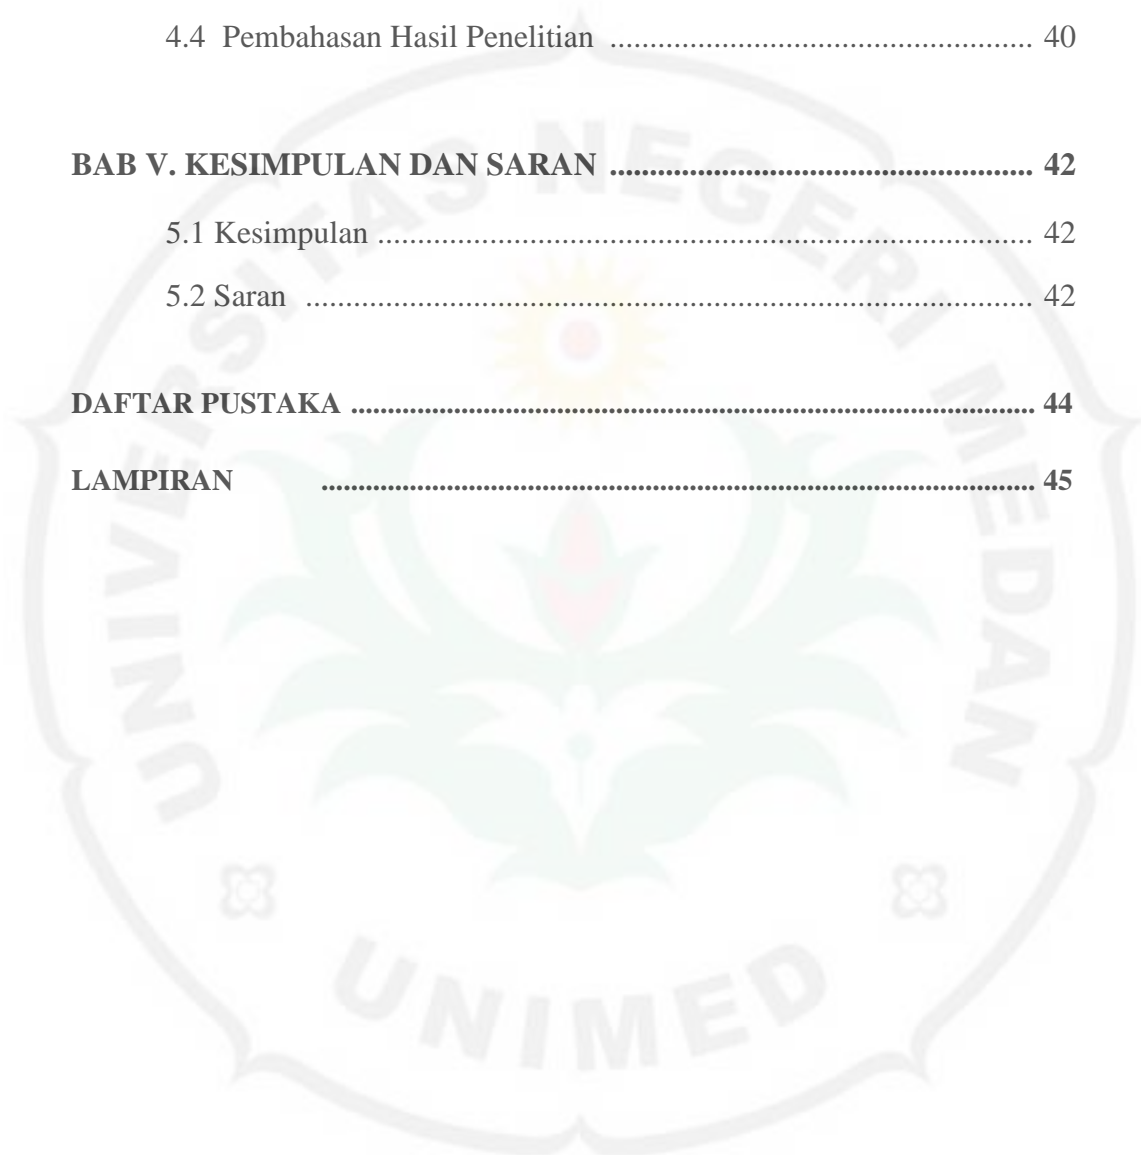 4.4 Pembahasan Hasil Penelitian ..................................................... 40
BAB V. KESIMPULAN DAN SARAN ..................................................... 42
5.1 Kesimpulan .................................................................................. 42
5.2 Saran ........................................................................................... 42
DAFTAR PUSTAKA ...................................................................................... 44
LAMPIRAN .......................................................................................... 45
UNIVERSITAS NEGERI MEDAN
UNIMED